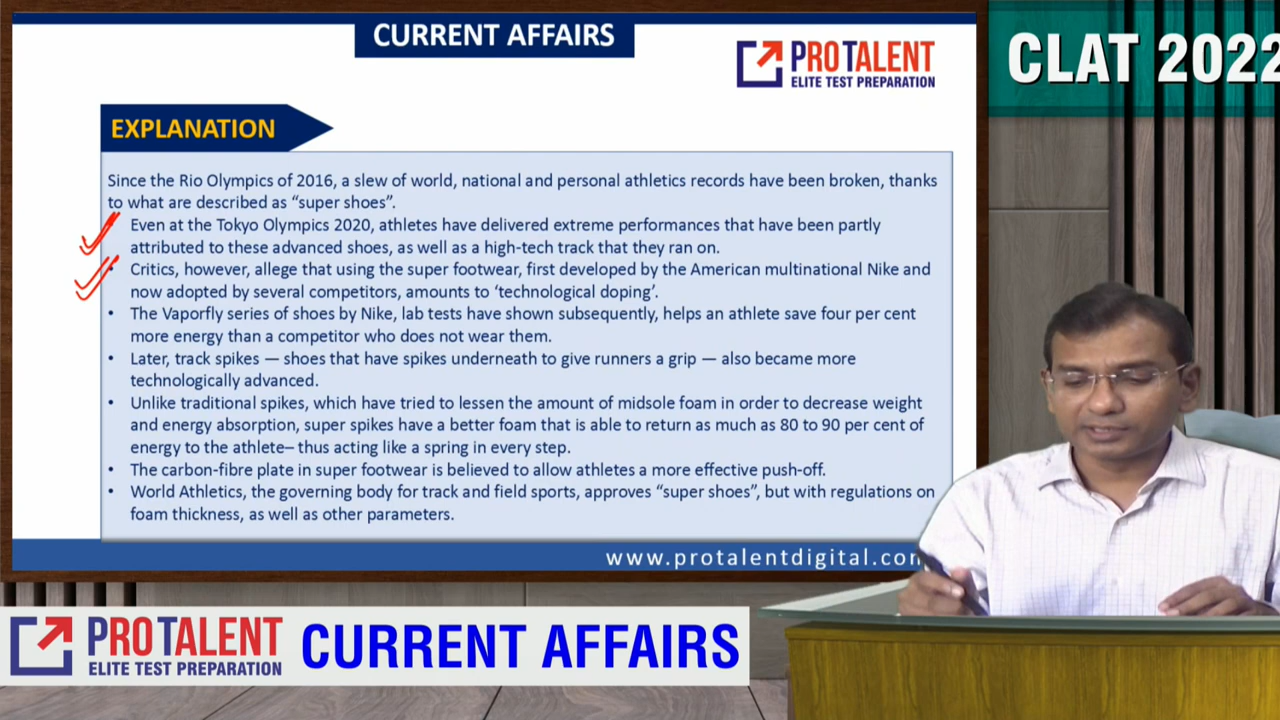 CURRENT AFFAIRS
PROTALENT
ELITE TEST PREPARATION
CLAT 2022
EXPLANATION
Since the Rio Olympics of 2016, a slew of world, national and personal athletics records have been broken, thanks
to what are described as “super shoes”.
Even at the Tokyo Olympics 2020, athletes have delivered extreme performances that have been partly
attributed to these advanced shoes, as well as a high-tech track that they ran on.
• Critics, however, allege that using the super footwear, first developed by the American multinational Nike and
now adopted by several competitors, amounts to ‘technological doping’.
• The Vaporfly series of shoes by Nike, lab tests have shown subsequently, helps an athlete save four per cent
more energy than a competitor who does not wear them.
• Later, track spikes — shoes that have spikes underneath to give runners a grip — also became more
technologically advanced.
• Unlike traditional spikes, which have tried to lessen the amount of midsole foam in order to decrease weight
and energy absorption, super spikes have a better foam that is able to return as much as 80 to 90 per cent of
energy to the athlete– thus acting like a spring in every step.
• The carbon-fibre plate in super footwear is believed to allow athletes a more effective push-off.
• World Athletics, the governing body for track and field sports, approves “super shoes”, but with regulations on
foam thickness, as well as other parameters.
www.protalentdigital.com
PROTALENT
ELITE TEST PREPARATION
CURRENT AFFAIRS